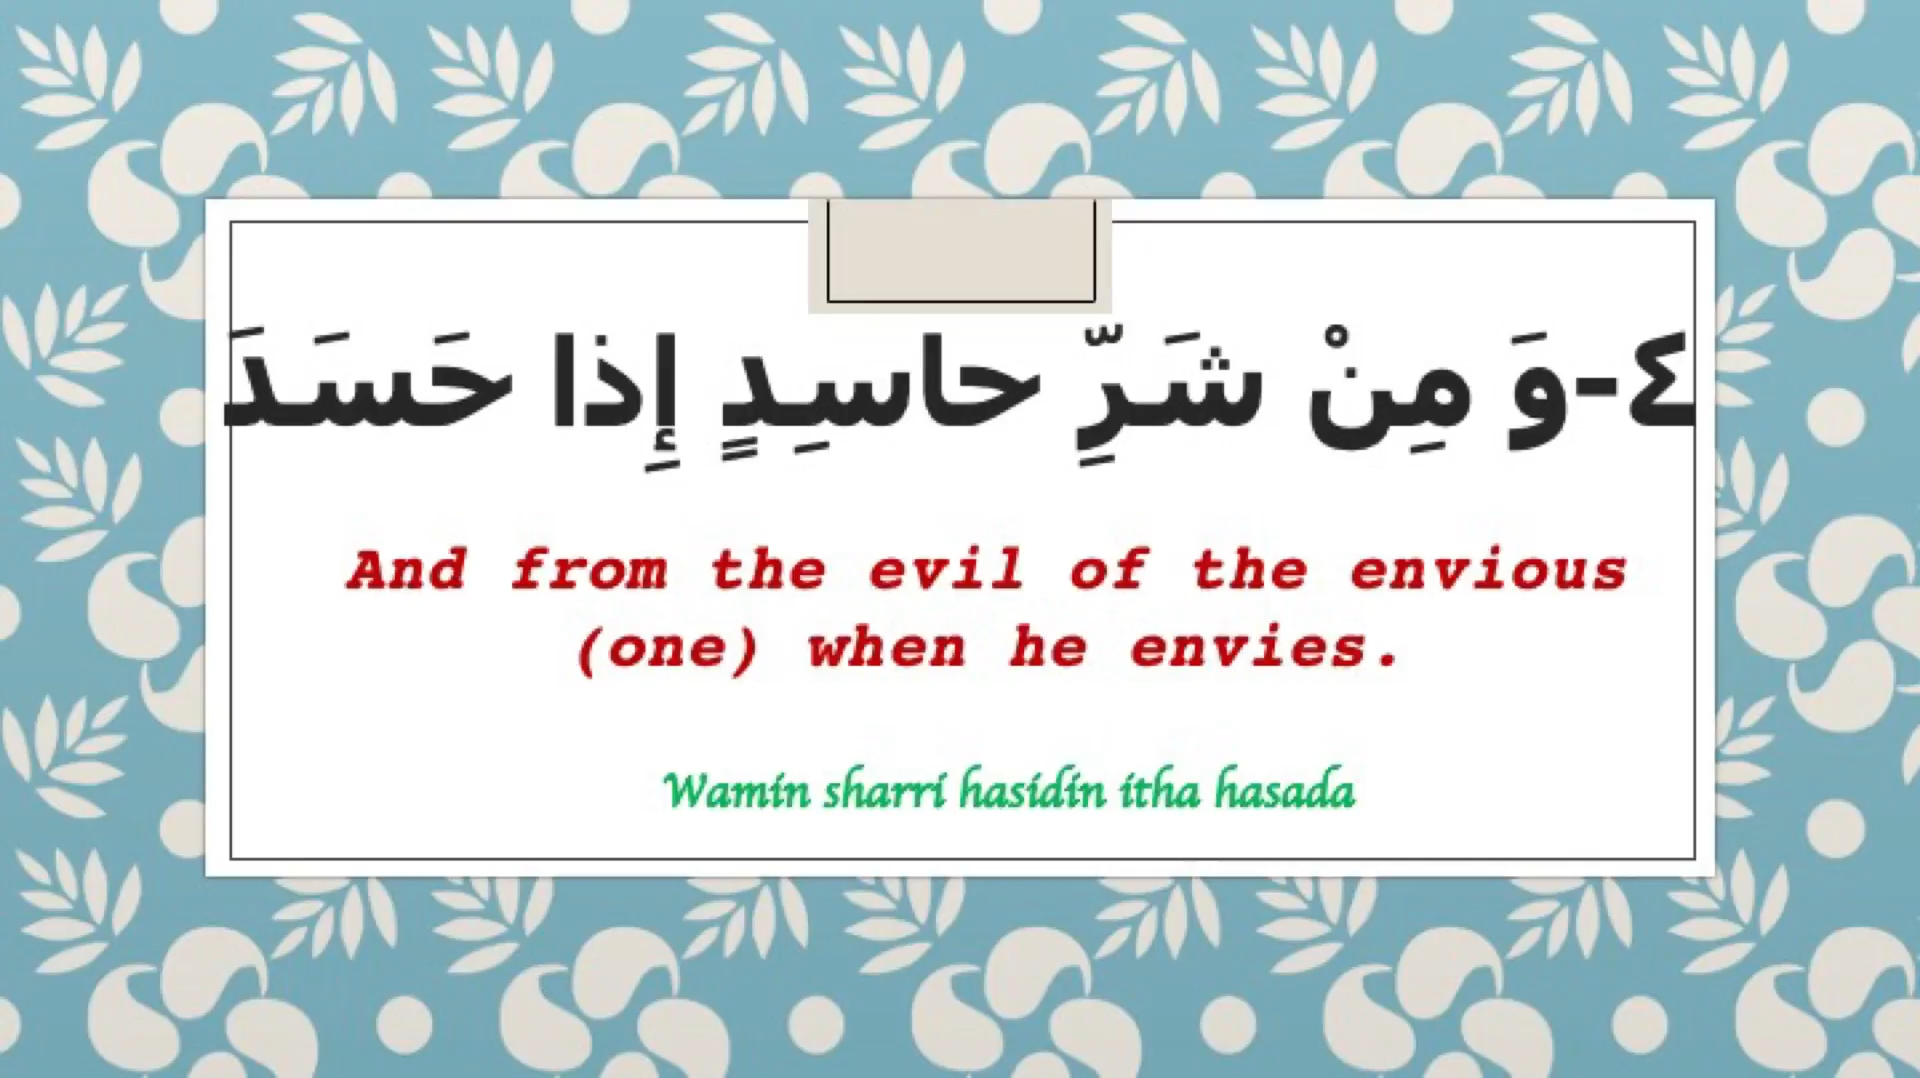 ٤-وَ مِنْ شَرِّ حاسِدٍ إِذا حَسَدَ
And from the evil of the envious
(one) when he envies.
Wamin sharri hasidin itha hasada